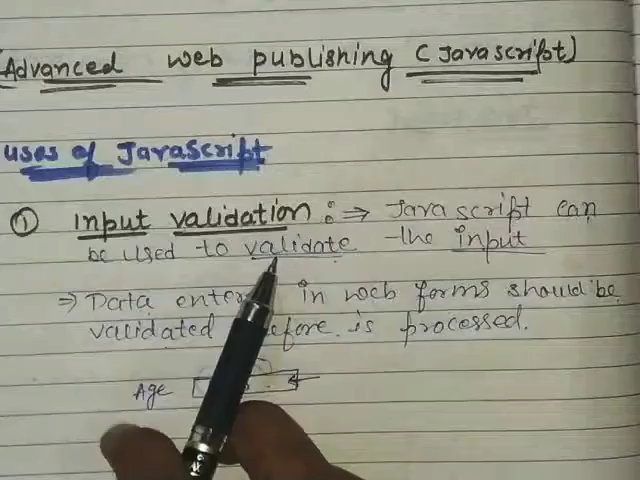 Advanced web publishing (Javascript)
uses of JavaScript
① input validation :⇒ Javascript can
be used to validate the input
⇒ Data enter in web forms should be
validated before is processed.
Age